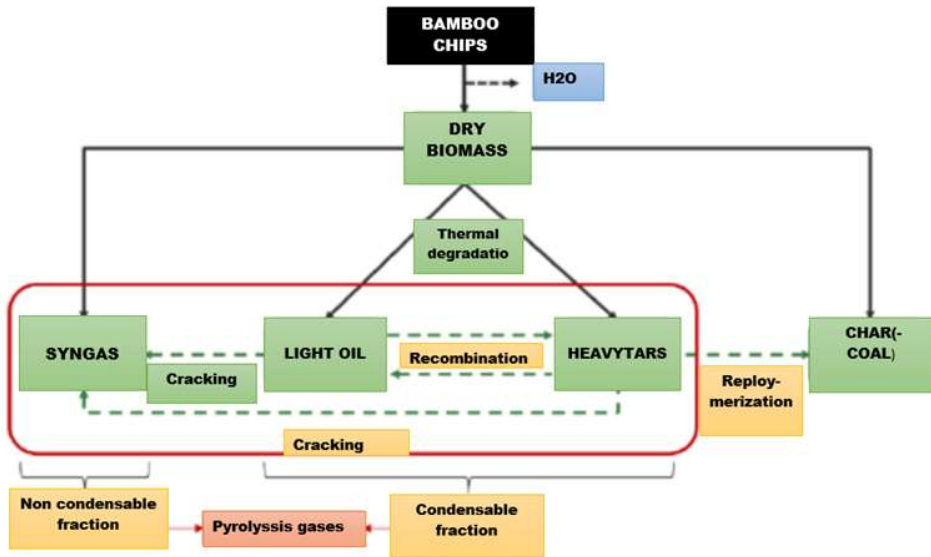 BAMBOO
CHIPS
H2O
DRY
BIOMASS
Thermal
degradatio
SYNGAS
LIGHT OIL
HEAVYTARS
CHAR(-
COAL)
Recombination
Cracking
Reploy-
merization
Cracking
Non condensable
fraction
Pyrolyssis gases
Condensable
fraction